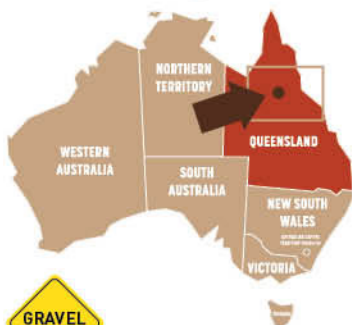 NORTHERN
TERRITORY
QUEENSLAND
WESTERN
AUSTRALIA
SOUTH
AUSTRALIA
NEW SOUTH
WALES
VICTORIA
GRAVEL